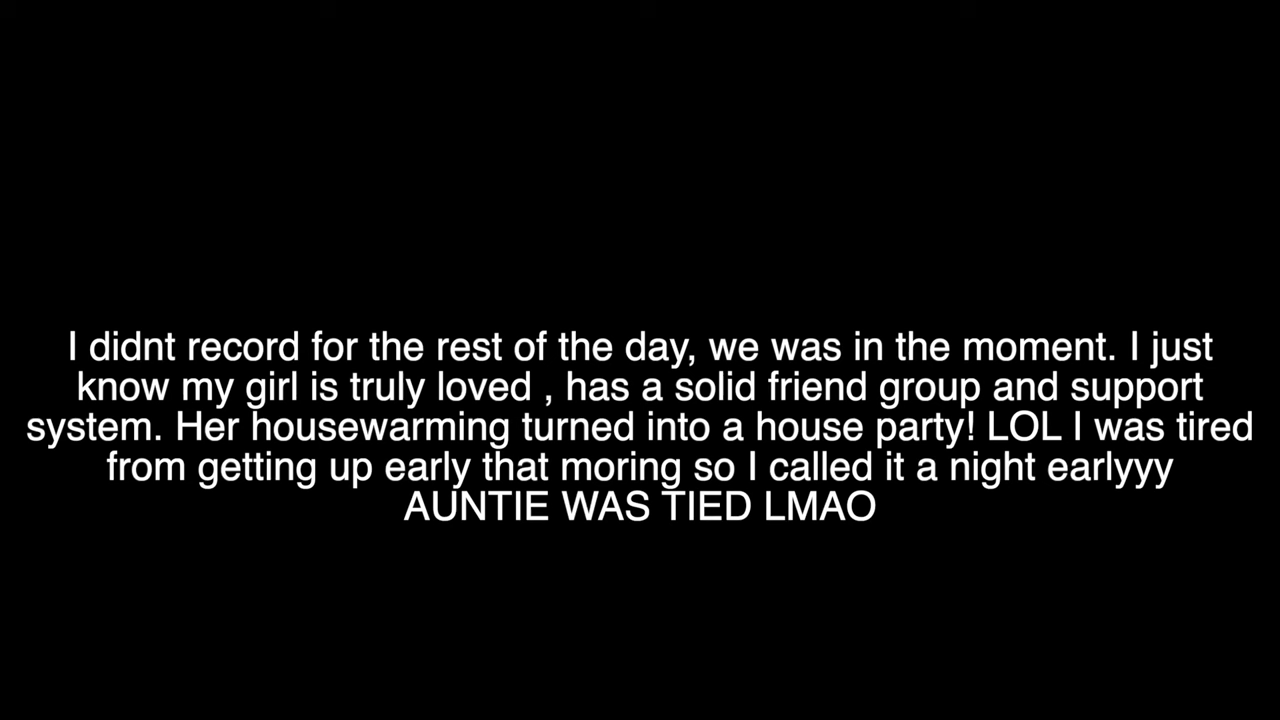 I didnt record for the rest of the day, we was in the moment. I just
know my girl is truly loved , has a solid friend group and support
system. Her housewarming turned into a house party! LOL I was tired
from getting up early that moring so I called it a night earlyyy
AUNTIE WAS TIED LMAO